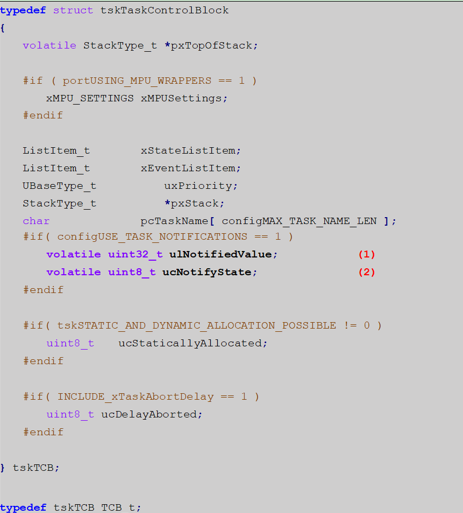 typedef struct tskTaskControlBlock
{
volatile StackType_t *pxTopOfStack;
#if ( portUSING_MPU_WRAPPERS == 1 )
xMPU_SETTINGS xMPUSettings;
#endif
ListItem_t xStateListItem;
ListItem_t xEventListItem;
UBaseType_t uxPriority;
StackType_t *pxStack;
char pcTaskName[ configMAX_TASK_NAME_LEN ];
#if( configUSE_TASK_NOTIFICATIONS == 1 )
volatile uint32_t ulNotifiedValue; (1)
volatile uint8_t ucNotifyState; (2)
#endif
#if( tskSTATIC_AND_DYNAMIC_ALLOCATION_POSSIBLE != 0 )
uint8_t ucStaticallyAllocated;
#endif
#if( INCLUDE_xTaskAbortDelay == 1 )
uint8_t ucDelayAborted;
#endif
} tskTCB;
typedef tskTCB TCB_t;